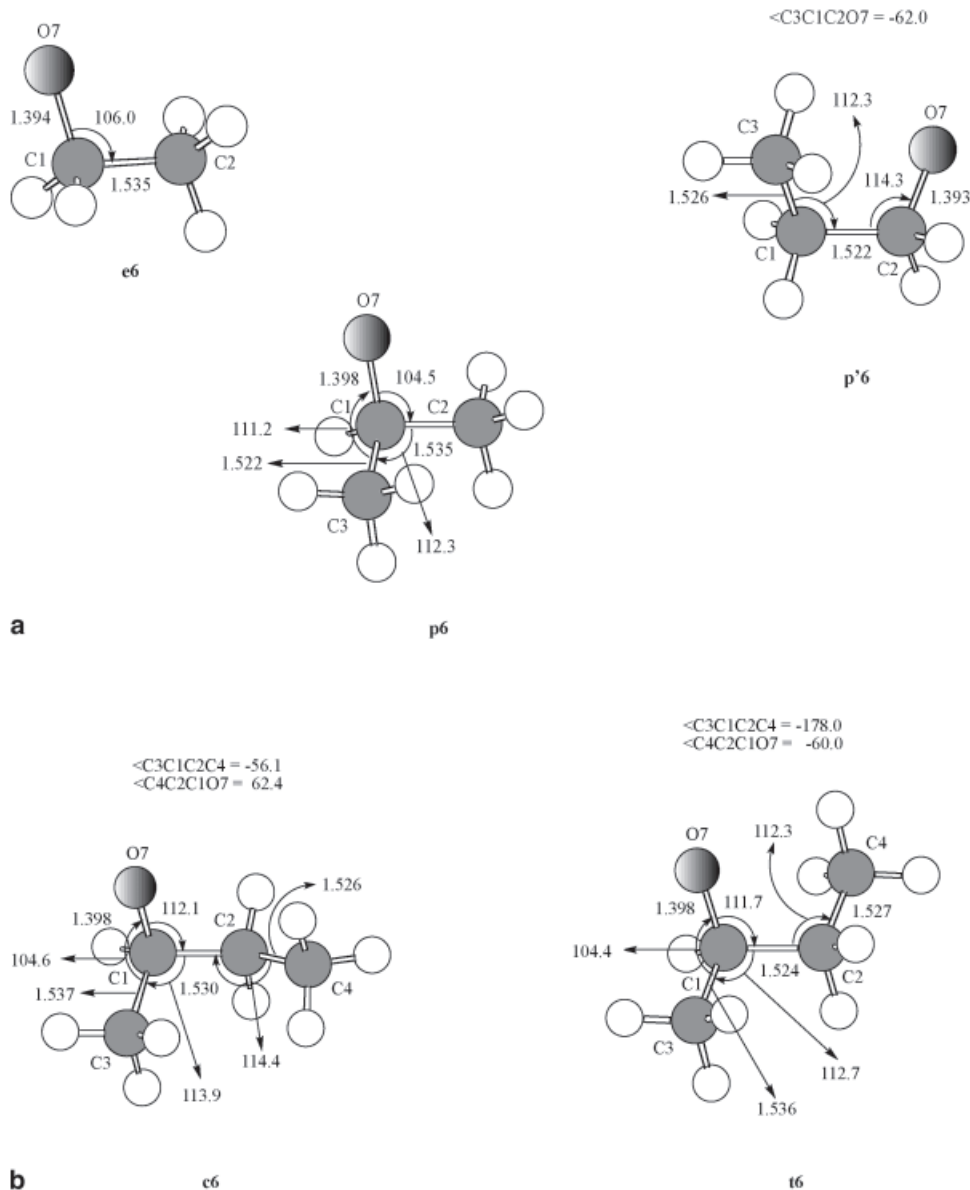 O7
1.394
106.0
C1
C2
1.535
e6
<C3C1C2O7 = -62.0
112.3
O7
C3
114.3
1.526
1.393
C1
1.522
C2
p'6
O7
1.398
104.5
C1
C2
111.2
1.535
1.522
C3
112.3
a
p6
<C3C1C2C4 = -56.1
<C4C2C1O7 = 62.4
O7
1.526
1.398
112.1
C2
104.6
C1
1.530
C4
1.537
C3
114.4
113.9
<C3C1C2C4 = -178.0
<C4C2C1O7 = -60.0
112.3
O7
C4
1.398
111.7
1.527
104.4
C1
1.524
C2
C3
112.7
1.536
b
c6
t6